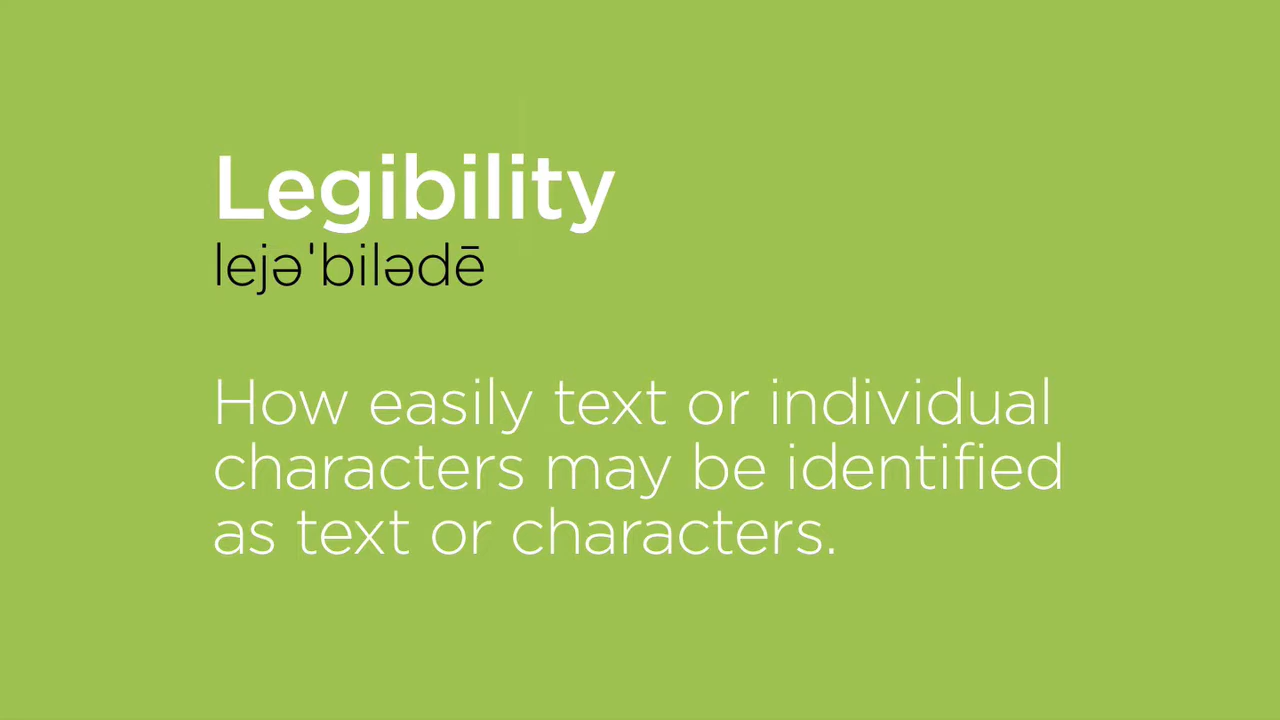 Legibility
lejəˈbilədē
How easily text or individual
characters may be identified
as text or characters.